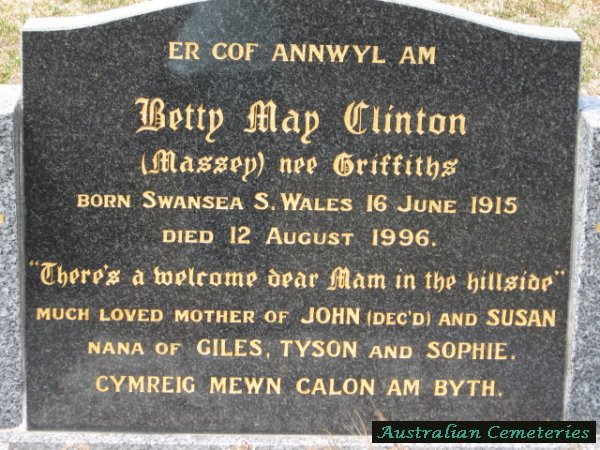 ER COF ANNWYL AM
Betty May Clinton
(Massey) nee Griffiths
BORN SWANSEA S. WALES 16 JUNE 1915
DIED 12 AUGUST 1996.
"There's a welcome dear Mam in the hillside"
MUCH LOVED MOTHER OF JOHN (DEC'D) AND SUSAN
NANA OF GILES, TYSON AND SOPHIE.
CYMREIG MEWN CALON AM BYTH.
Australian Cemeteries